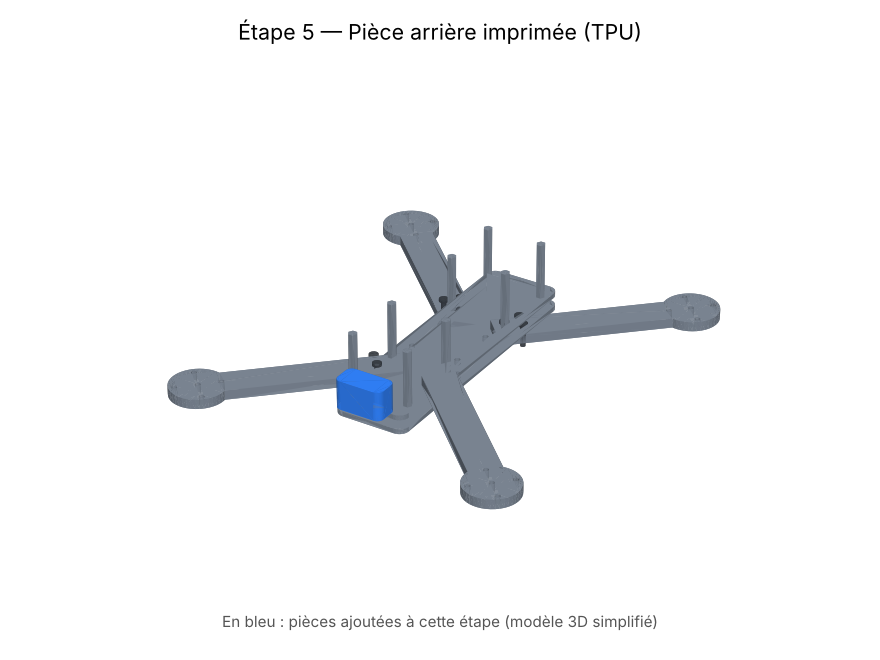 Étape 5 — Pièce arrière imprimée (TPU)
En bleu : pièces ajoutées à cette étape (modèle 3D simplifié)